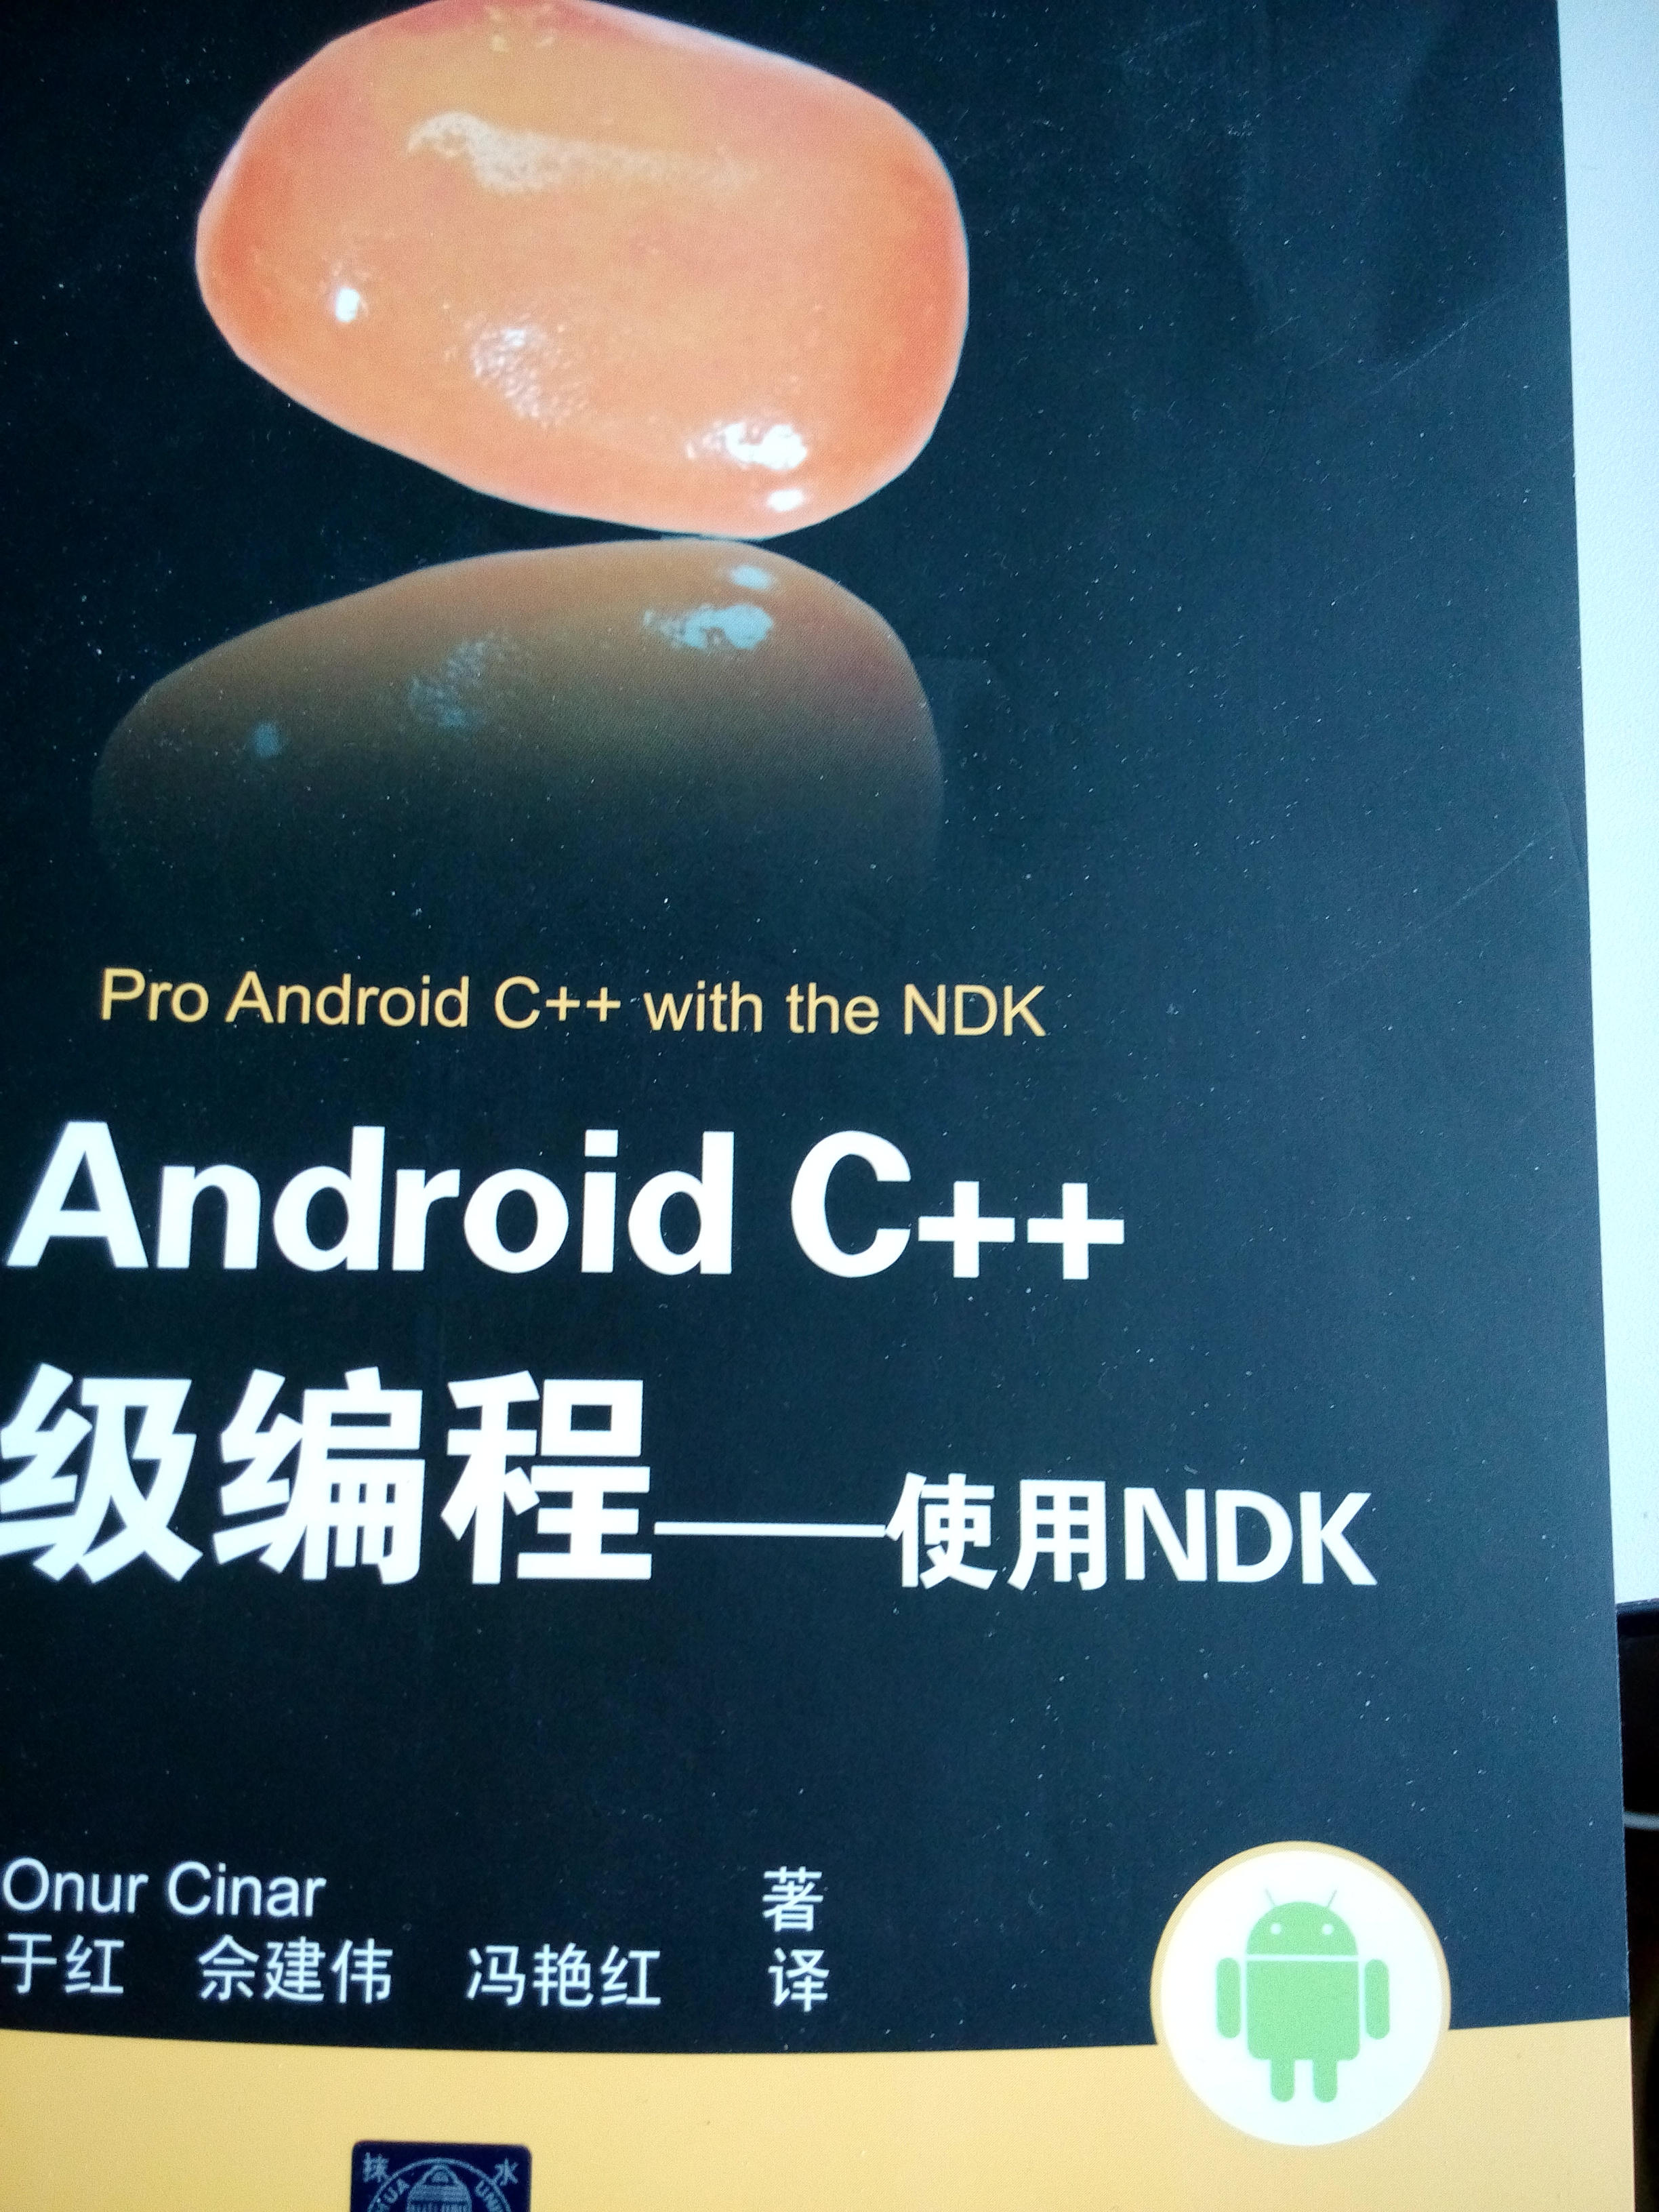 Pro Android C++ with the NDK
Android C++
级编程——使用NDK
Onur Cinar 著
于红 佘建伟 冯艳红 译